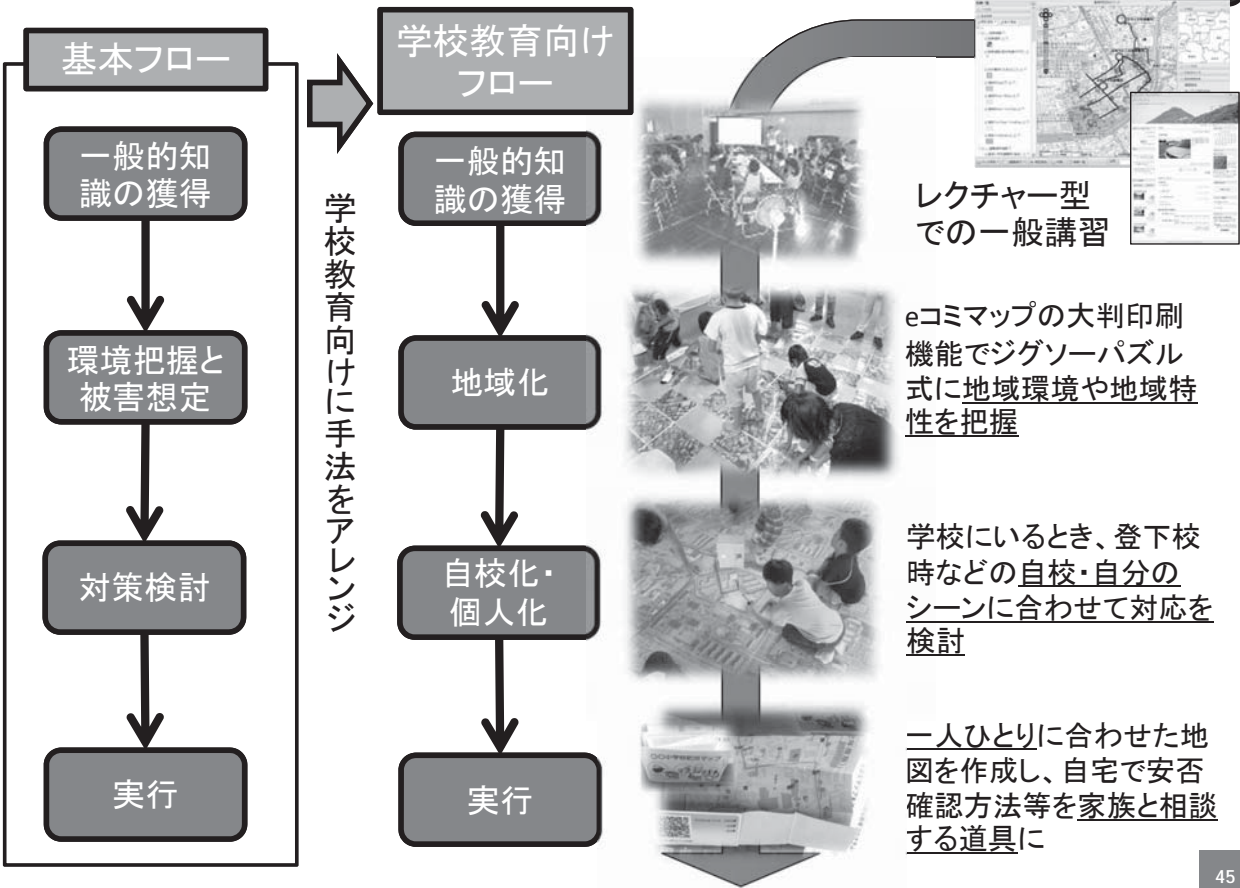 基本フロー
一般的知
識の獲得
環境把握と
被害想定
対策検討
実行
学校教育向けに手法をアレンジ
学校教育向け
フロー
一般的知
識の獲得
地域化
自校化・
個人化
実行
レクチャー型
での一般講習
eコミマップの大判印刷
機能でジグソーパズル
式に地域環境や地域特
性を把握
学校にいるとき、登下校
時などの自校・自分の
シーンに合わせて対応を
検討
一人ひとりに合わせた地
図を作成し、自宅で安否
確認方法等を家族と相談
する道具に
45